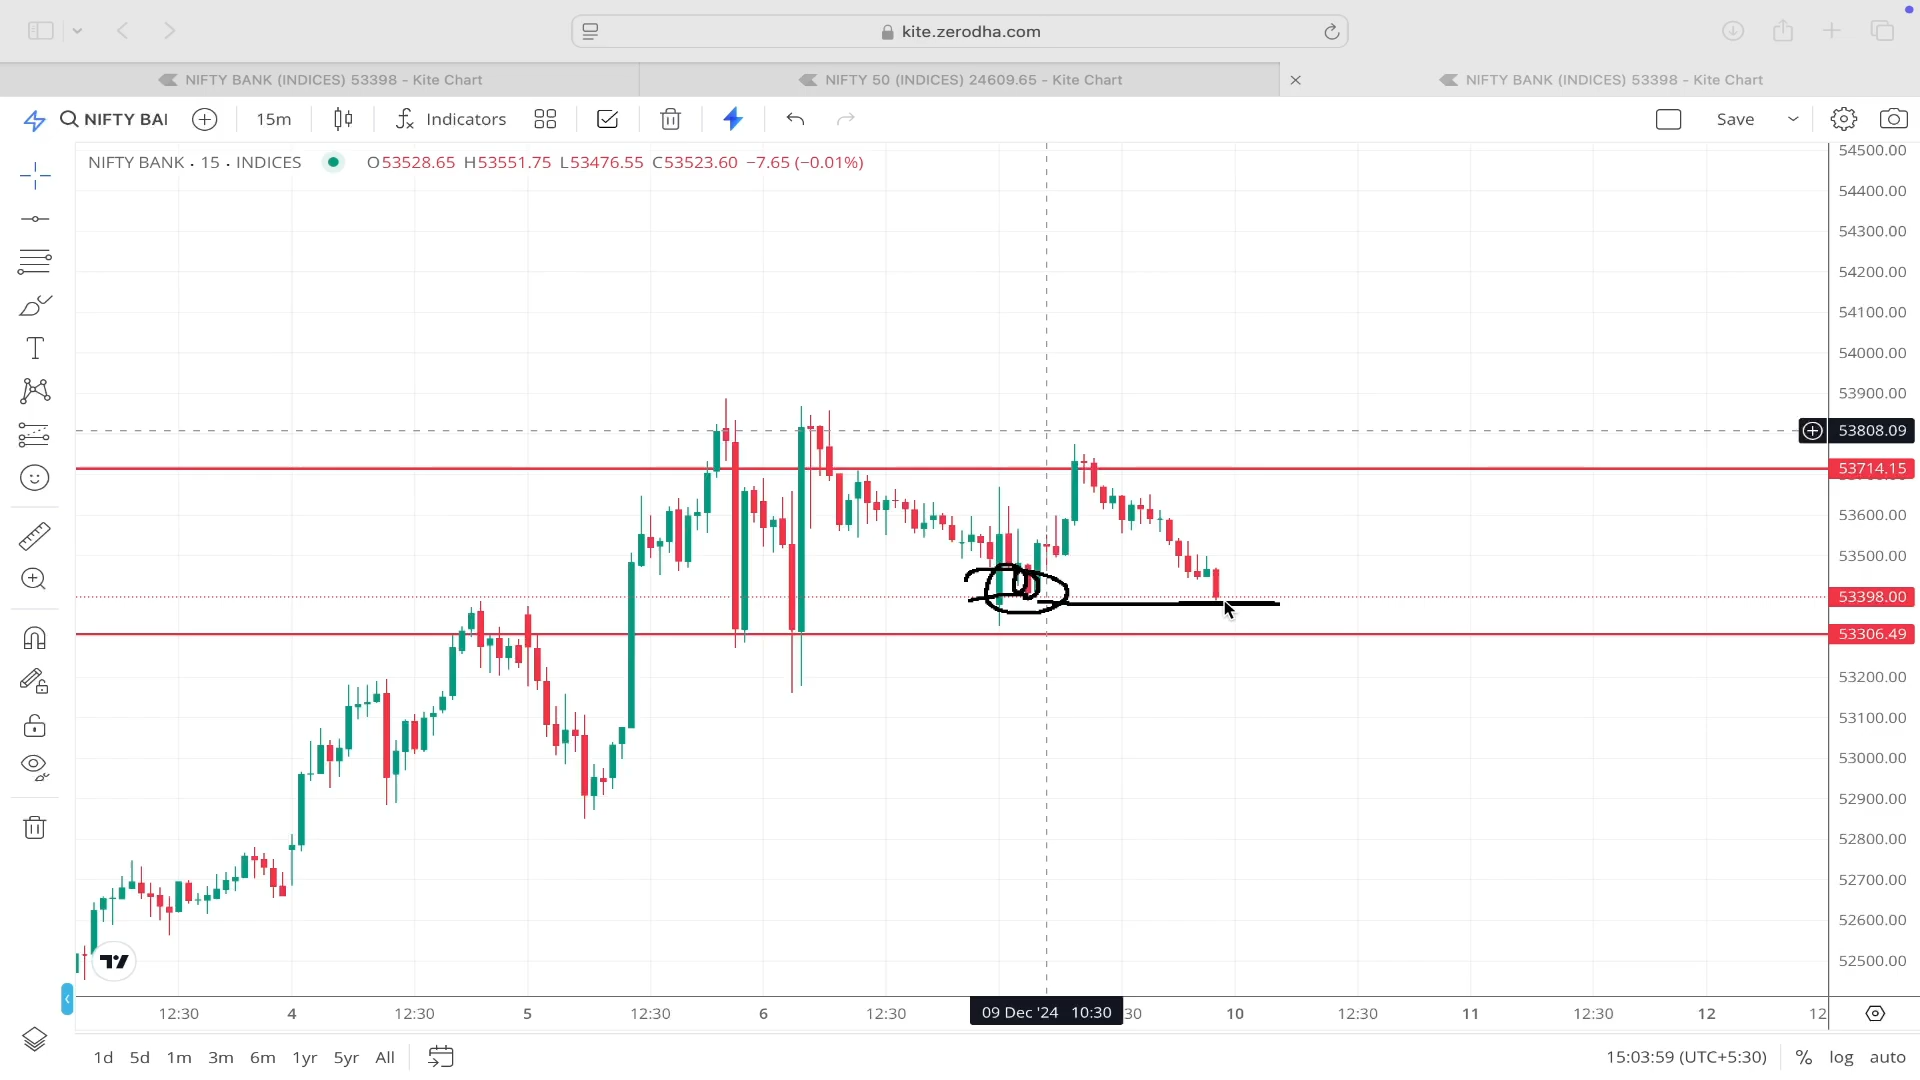 kite.zerodha.com
NIFTY BANK (INDICES) 53398 - Kite Chart
NIFTY 50 (INDICES) 24609.65 - Kite Chart
NIFTY BANK (INDICES) 53398 - Kite Chart
NIFTY BAI 15m Indicators Save
NIFTY BANK · 15 · INDICES O53528.65 H53551.75 L53476.55 C53523.60 −7.65 (−0.01%)
54500.00
54400.00
54300.00
54200.00
54100.00
54000.00
53900.00
53808.09
53714.15
53600.00
53500.00
53398.00
53306.49
53200.00
53100.00
53000.00
52900.00
52800.00
52700.00
52600.00
52500.00
12:30 4 12:30 5 12:30 6 12:30 09 Dec '24 10:30 :30 10 12:30 11 12:30 12 12
1d 5d 1m 3m 6m 1yr 5yr All 15:03:59 (UTC+5:30) % log auto